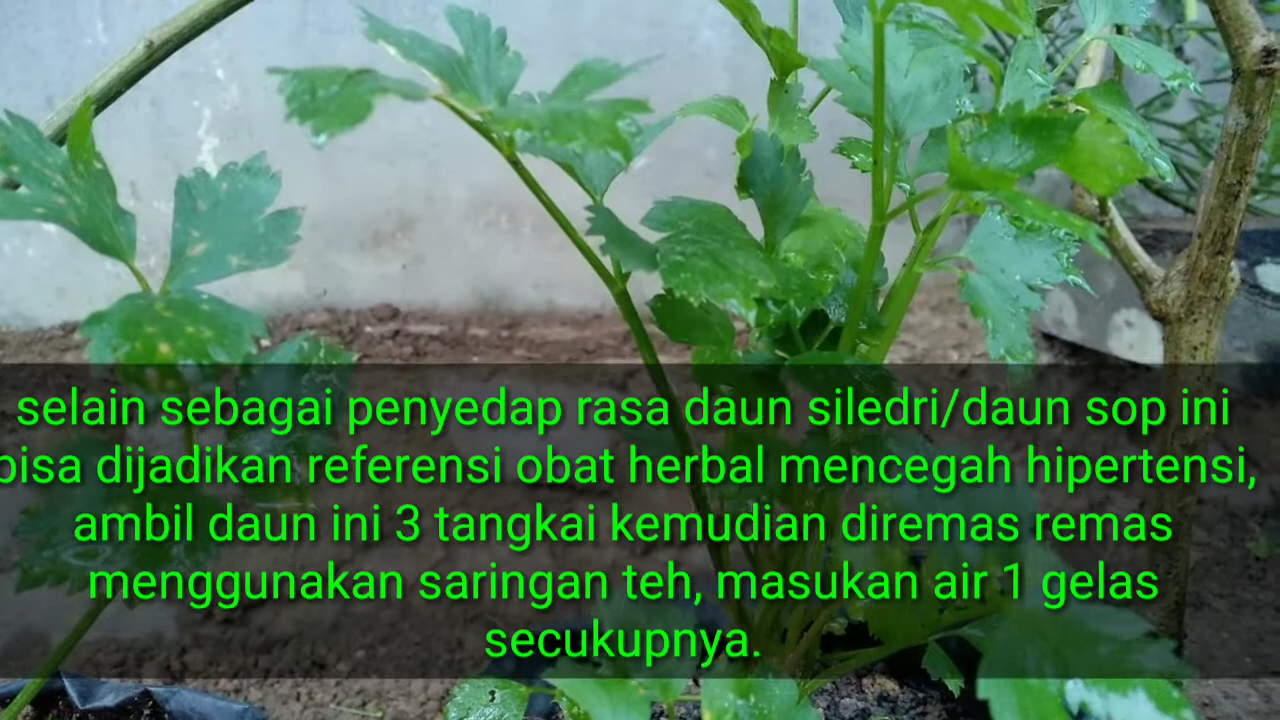 selain sebagai penyedap rasa daun siledri/daun sop ini
bisa dijadikan referensi obat herbal mencegah hipertensi,
ambil daun ini 3 tangkai kemudian diremas remas
menggunakan saringan teh, masukan air 1 gelas
secukupnya.